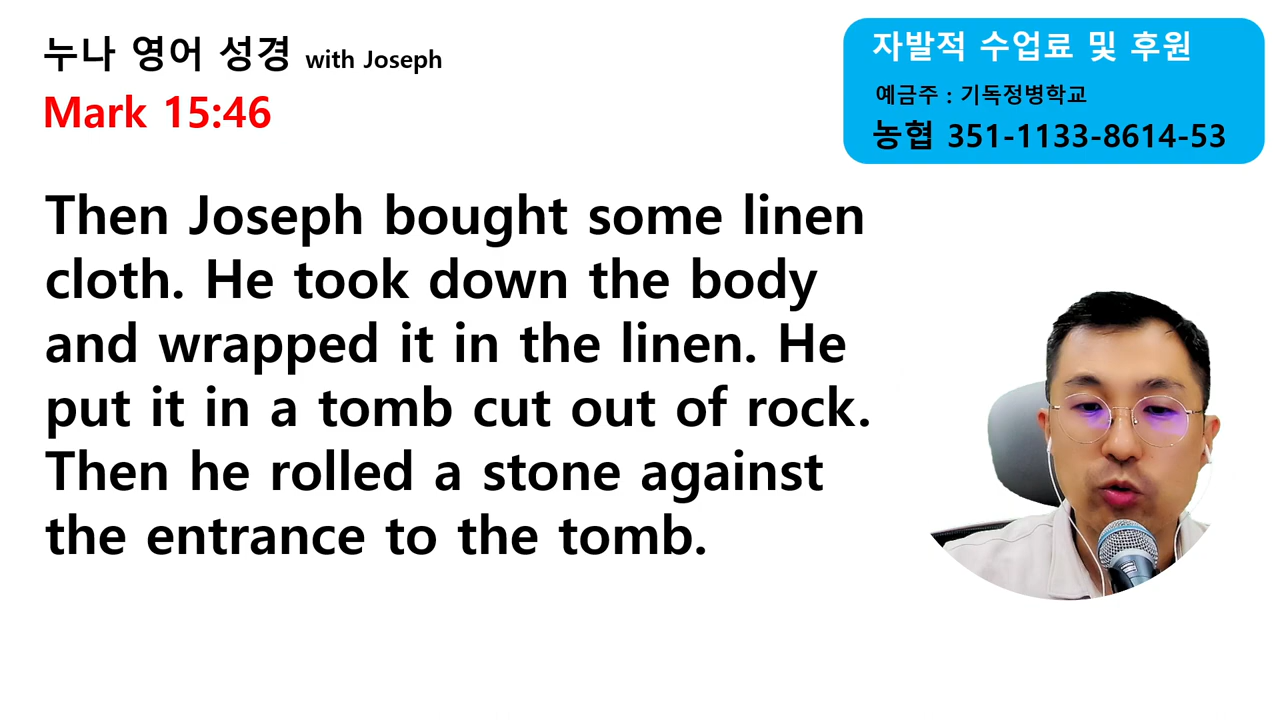 누나 영어 성경 with Joseph
Mark 15:46
자발적 수업료 및 후원
예금주 : 기독정병학교
농협 351-1133-8614-53
Then Joseph bought some linen
cloth. He took down the body
and wrapped it in the linen. He
put it in a tomb cut out of rock.
Then he rolled a stone against
the entrance to the tomb.